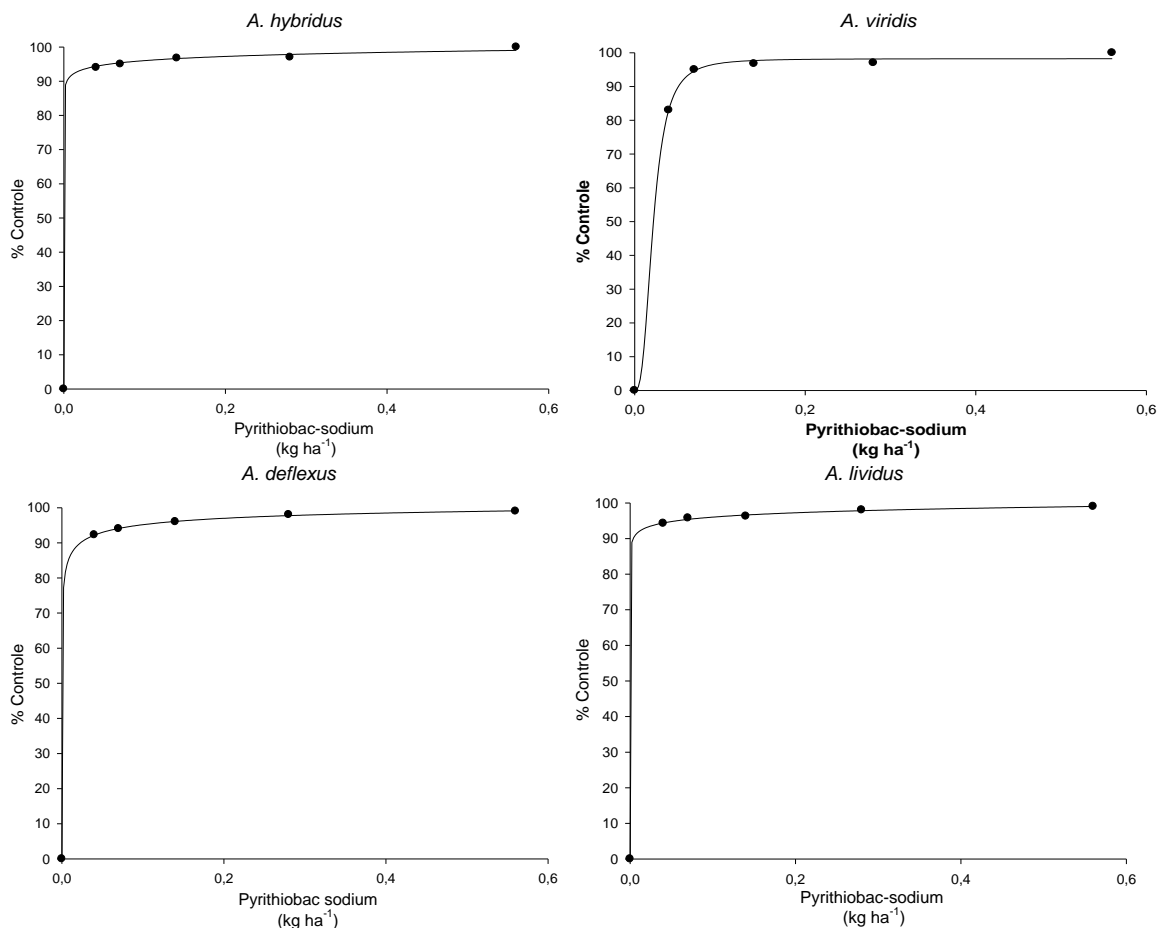 A. hybridus
100
90
80
70
60
50
40
30
20
10
0
% Controle
0,0 0,2 0,4 0,6
Pyrithiobac-sodium
(kg ha⁻¹)
A. viridis
100
90
80
70
60
50
40
30
20
10
0
% Controle
0,0 0,2 0,4 0,6
Pyrithiobac-sodium
(kg ha⁻¹)
A. deflexus
100
90
80
70
60
50
40
30
20
10
0
% Controle
0,0 0,2 0,4 0,6
Pyrithiobac sodium
(kg ha⁻¹)
A. lividus
100
90
80
70
60
50
40
30
20
10
0
% Controle
0,0 0,2 0,4 0,6
Pyrithiobac-sodium
(kg ha⁻¹)